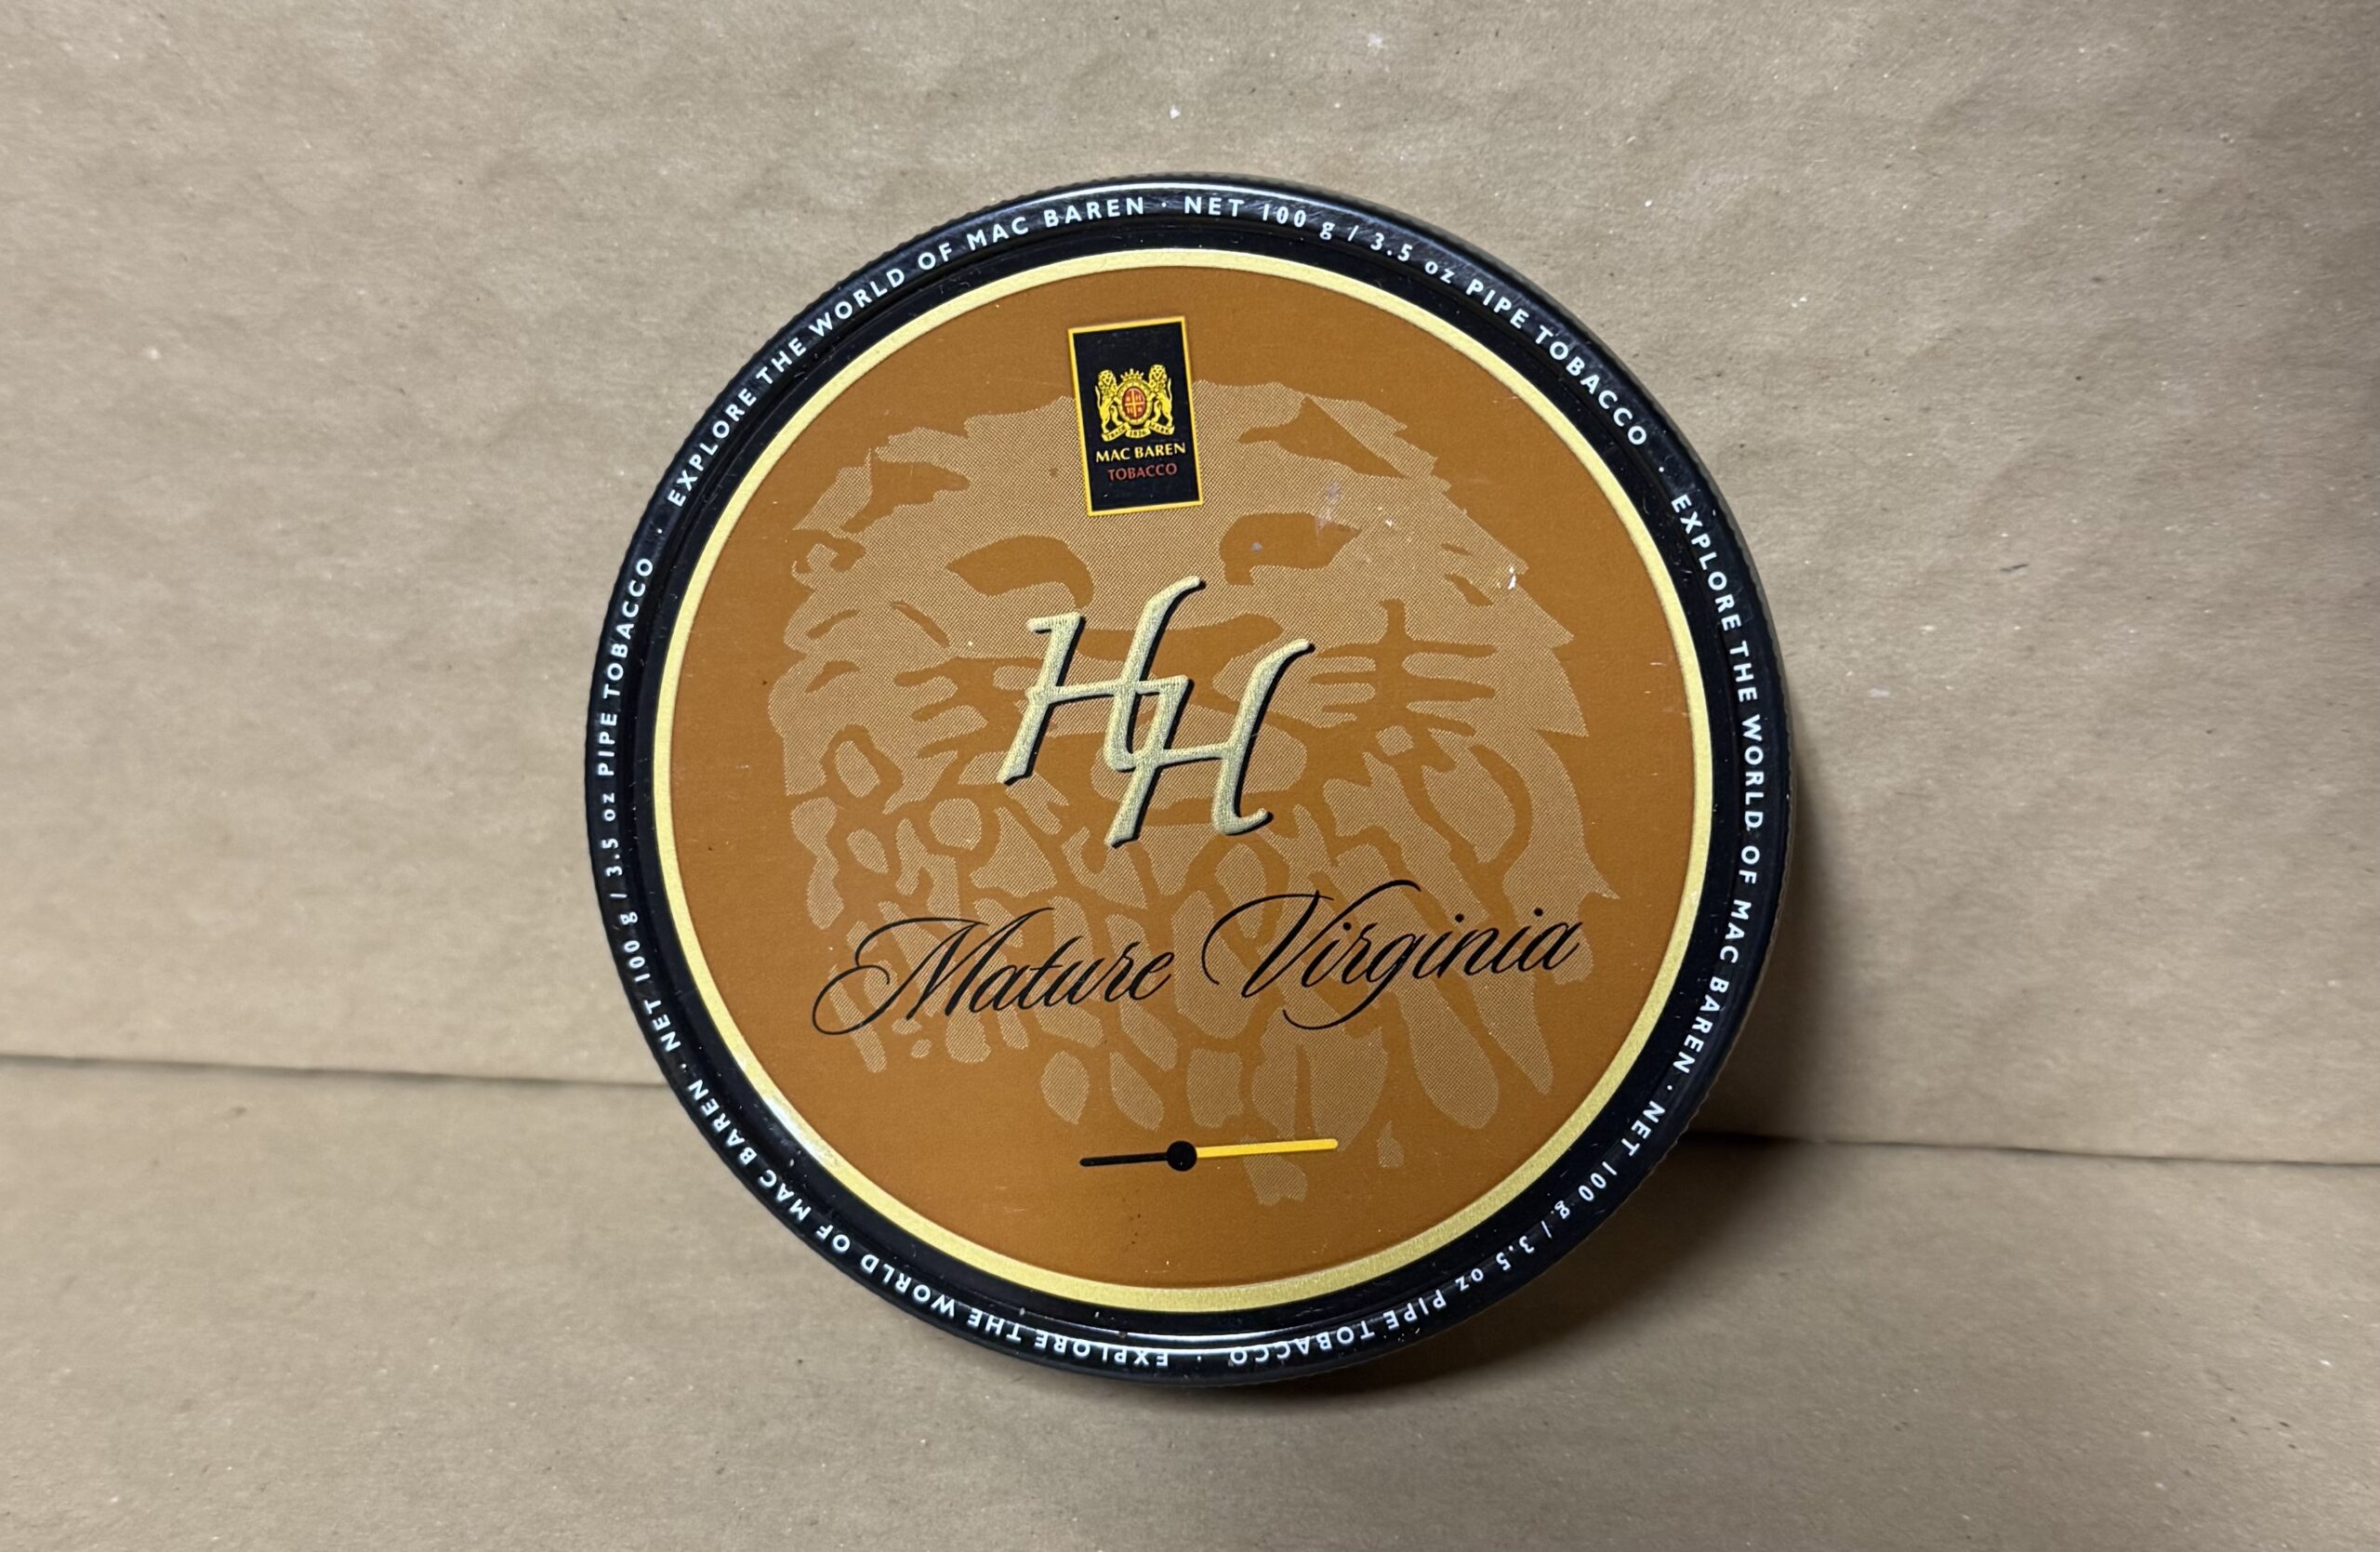 EXPLORE THE WORLD OF MAC BAREN · NET 100 g / 3.5 oz PIPE TOBACCO · EXPLORE THE WORLD OF MAC BAREN · NET 100 g / 3.5 oz PIPE TOBACCO · EXPLORE THE WORLD OF MAC BAREN · NET 100 g / 3.5 oz PIPE TOBACCO ·
MAC BAREN
TOBACCO
HH
Mature Virginia